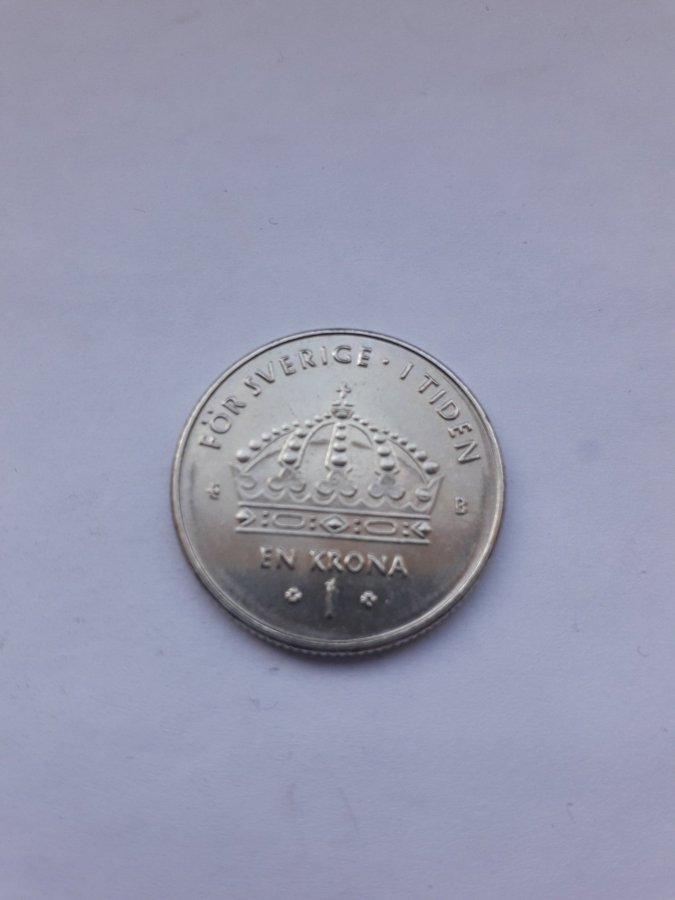 FÖR SVERIGE · I TIDEN
B
EN KRONA
1